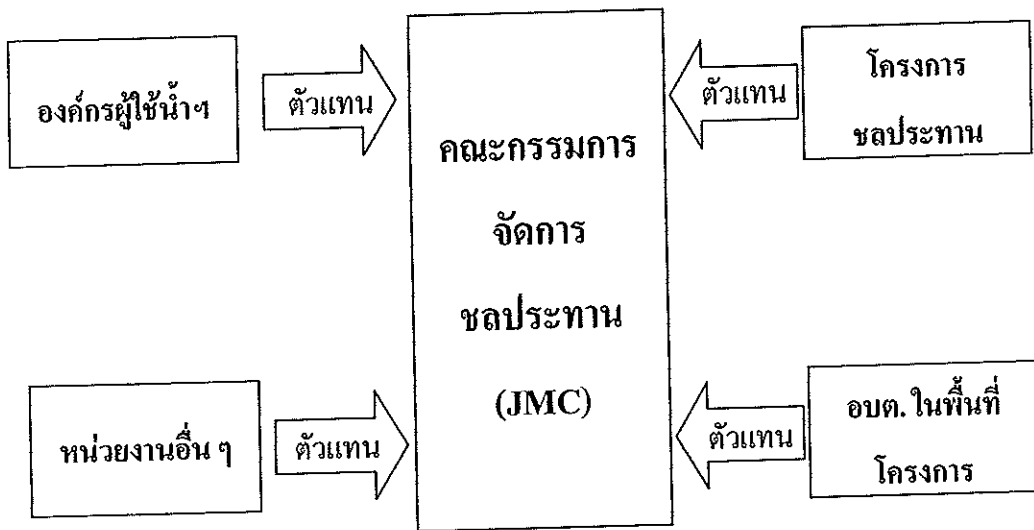 องค์กรผู้ใช้น้ำฯ
ตัวแทน
คณะกรรมการ
จัดการ
ชลประทาน
(JMC)
ตัวแทน
โครงการ
ชลประทาน
หน่วยงานอื่น ๆ
ตัวแทน
ตัวแทน
อบต. ในพื้นที่
โครงการ